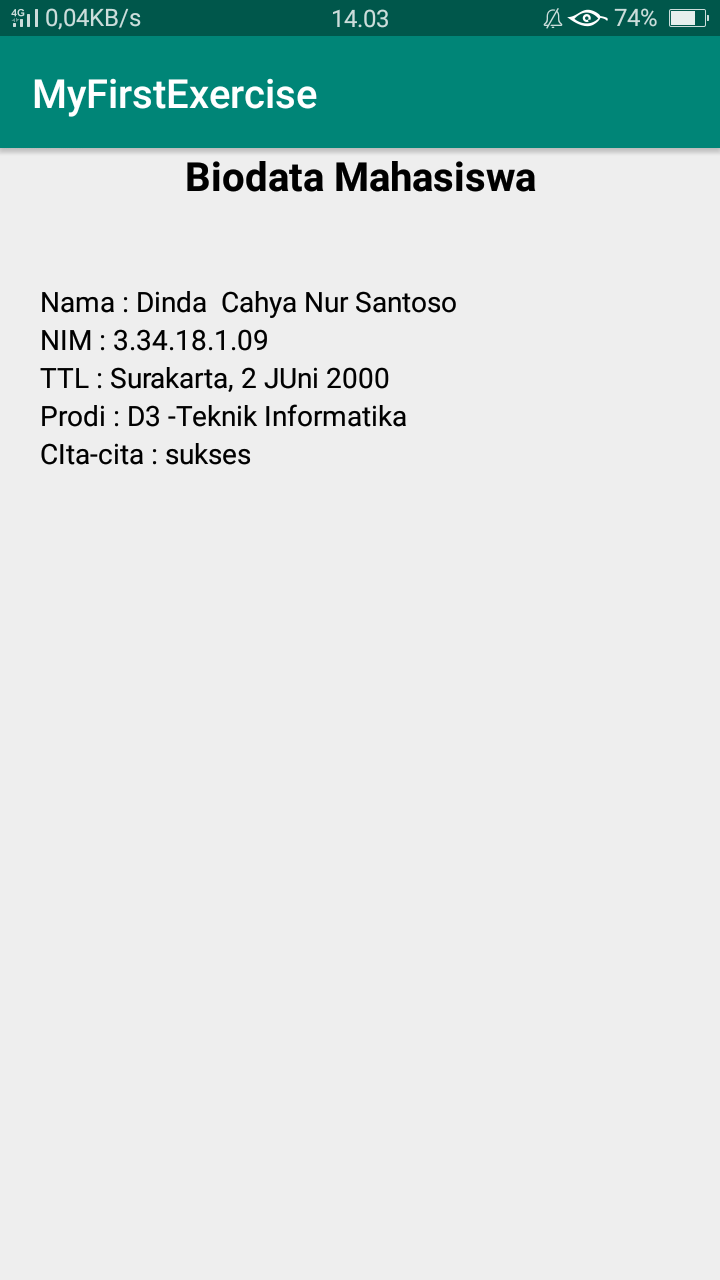 4G 0,04KB/s 14.03 74%
MyFirstExercise
Biodata Mahasiswa
Nama : Dinda  Cahya Nur Santoso
NIM : 3.34.18.1.09
TTL : Surakarta, 2 JUni 2000
Prodi : D3 -Teknik Informatika
CIta-cita : sukses